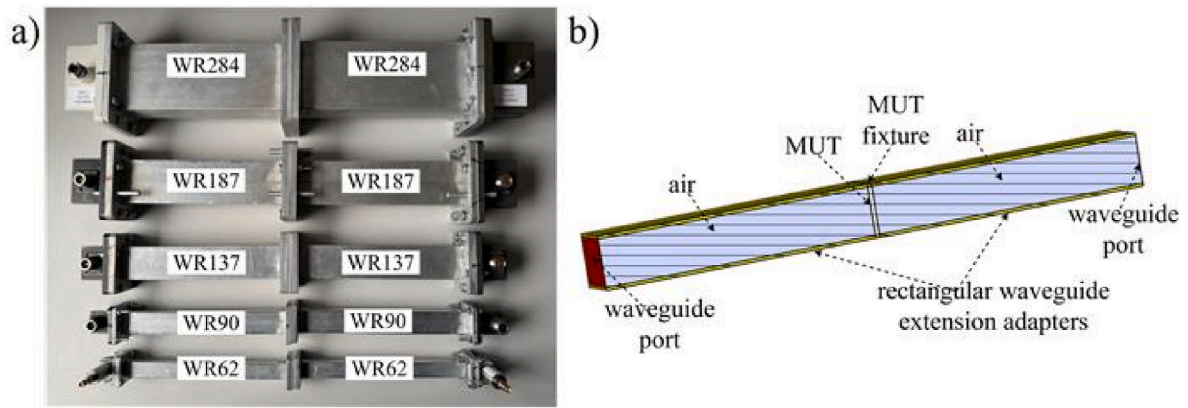 a)
WR284 WR284
WR187 WR187
WR137 WR137
WR90 WR90
WR62 WR62
b)
MUT
fixture
MUT
air
air
waveguide
port
waveguide
port
rectangular waveguide
extension adapters